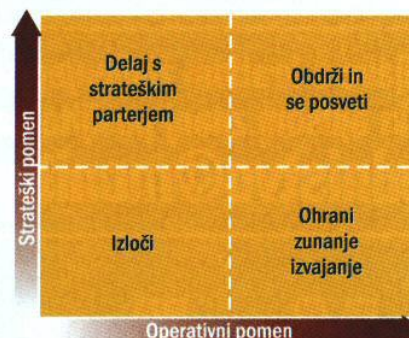 Delaj s
strateškim
parterjem
Obdrži in
se posveti
Strateški pomen
Izloči
Ohrani
zunanje
izvajanje
Operativni pomen